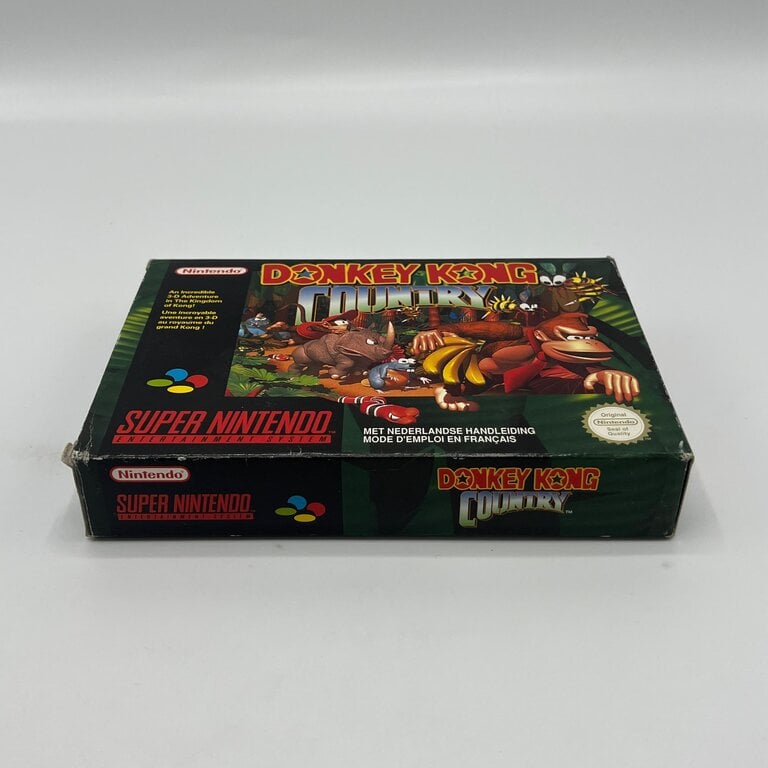 Nintendo
DONKEY KONG
COUNTRY
An Incredible
3-D Adventure
in The Kingdom
of Kong!
Une incroyable
aventure en 3-D
au royaume du
grand Kong !
SUPER NINTENDO
ENTERTAINMENT SYSTEM
MET NEDERLANDSE HANDLEIDING
MODE D'EMPLOI EN FRANÇAIS
Original
Nintendo
Seal of
Quality
Nintendo
SUPER NINTENDO
ENTERTAINMENT SYSTEM
DONKEY KONG
COUNTRY™